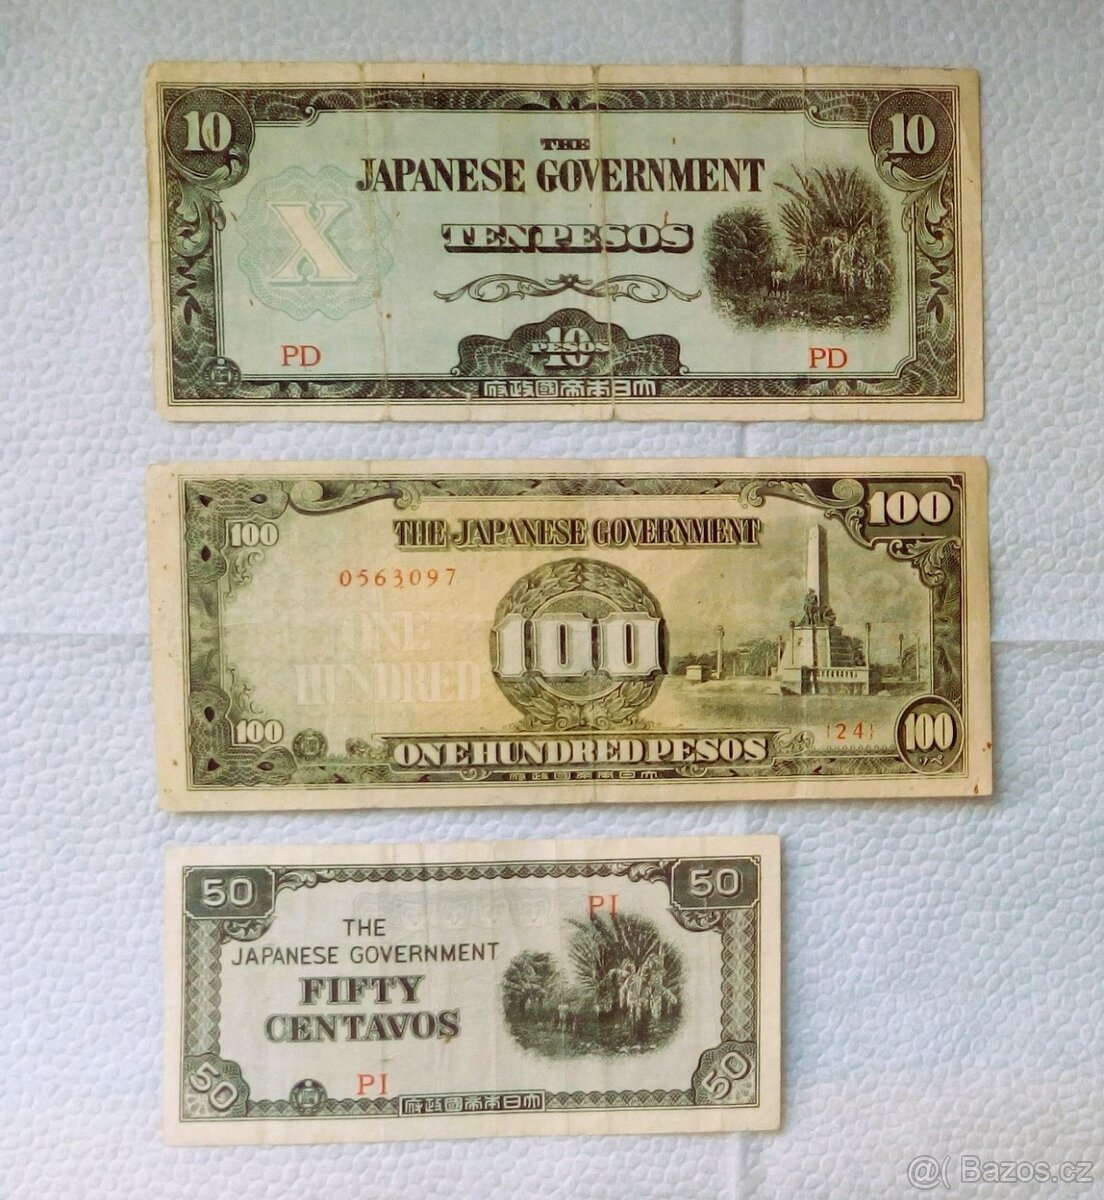 10 10
THE
JAPANESE GOVERNMENT
X
TEN PESOS
10
PESOS
PD PD
府政國帝本日大
100
100
THE JAPANESE GOVERNMENT
0563097
ONE
HUNDRED
100
100
{24}
100
ONE HUNDRED PESOS
府政國帝本日大
50 50
PI
THE
JAPANESE GOVERNMENT
FIFTY
CENTAVOS
PI
50 50
府政國帝本日大
@( Bazos.cz